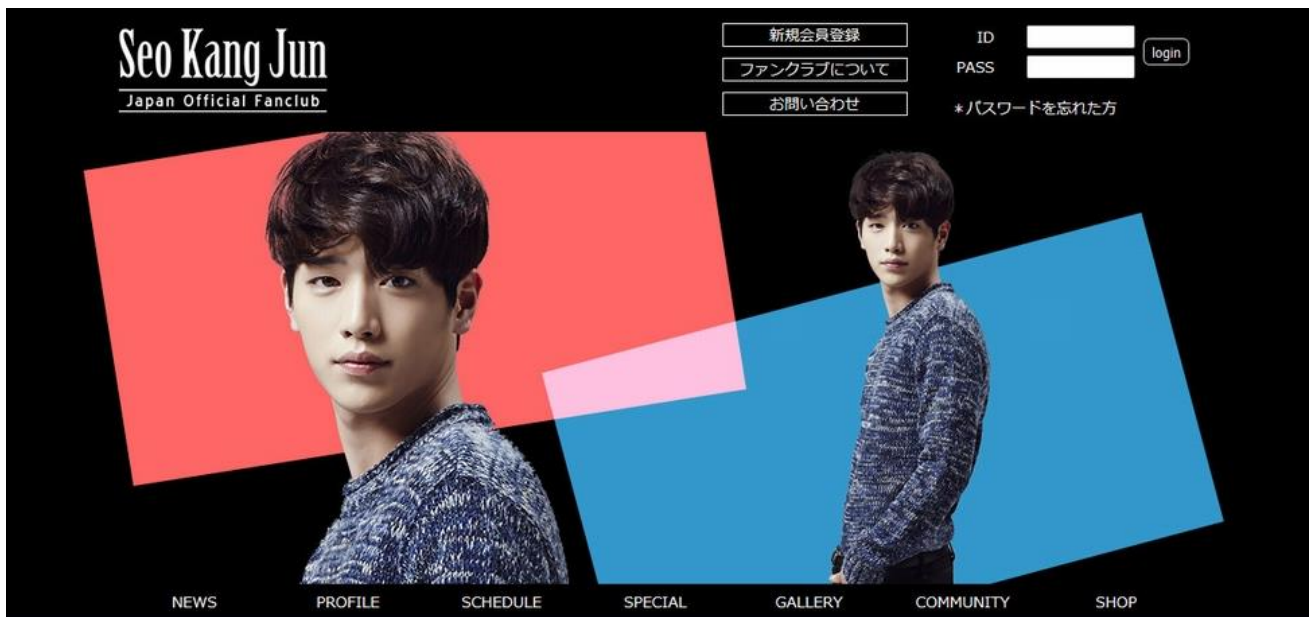 Seo Kang Jun
Japan Official Fanclub
新規会員登録
ファンクラブについて
お問い合わせ
ID
PASS
login
*パスワードを忘れた方
NEWS PROFILE SCHEDULE SPECIAL GALLERY COMMUNITY SHOP